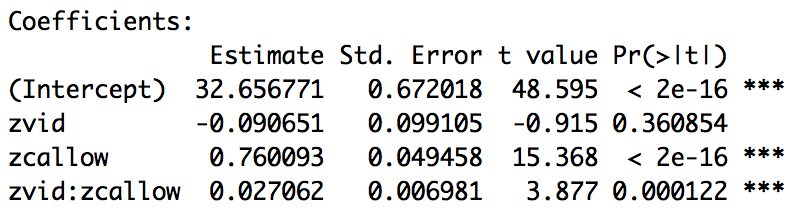 Coefficients:
Estimate Std. Error t value Pr(>|t|)
(Intercept) 32.656771 0.672018 48.595 < 2e-16 ***
zvid -0.090651 0.099105 -0.915 0.360854
zcallow 0.760093 0.049458 15.368 < 2e-16 ***
zvid:zcallow 0.027062 0.006981 3.877 0.000122 ***